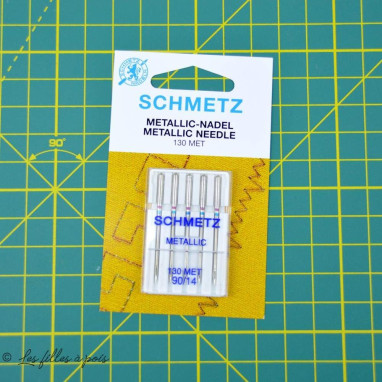 SCHMETZ
METALLIC-NADEL
METALLIC NEEDLE
130 MET
90°
SCHMETZ
METALLIC
130 MET
90/14
Les filles à pois